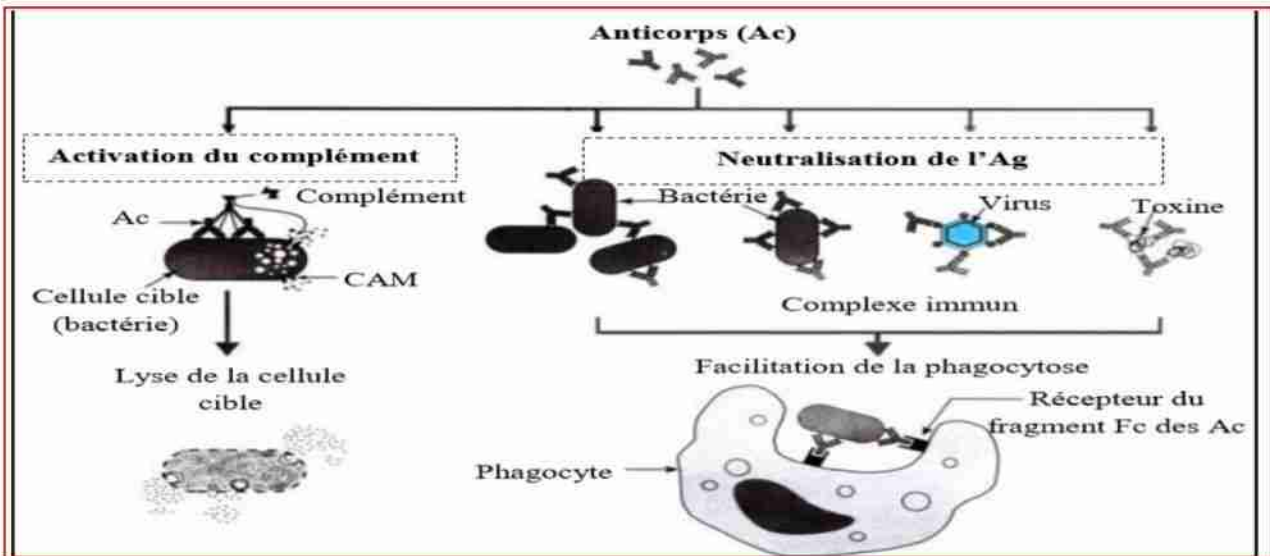 Anticorps (Ac)
Activation du complément
Neutralisation de l'Ag
Complément
Ac
Bactérie
Virus
Toxine
CAM
Cellule cible
(bactérie)
Complexe immun
Lyse de la cellule
cible
Facilitation de la phagocytose
Récepteur du
fragment Fc des Ac
Phagocyte